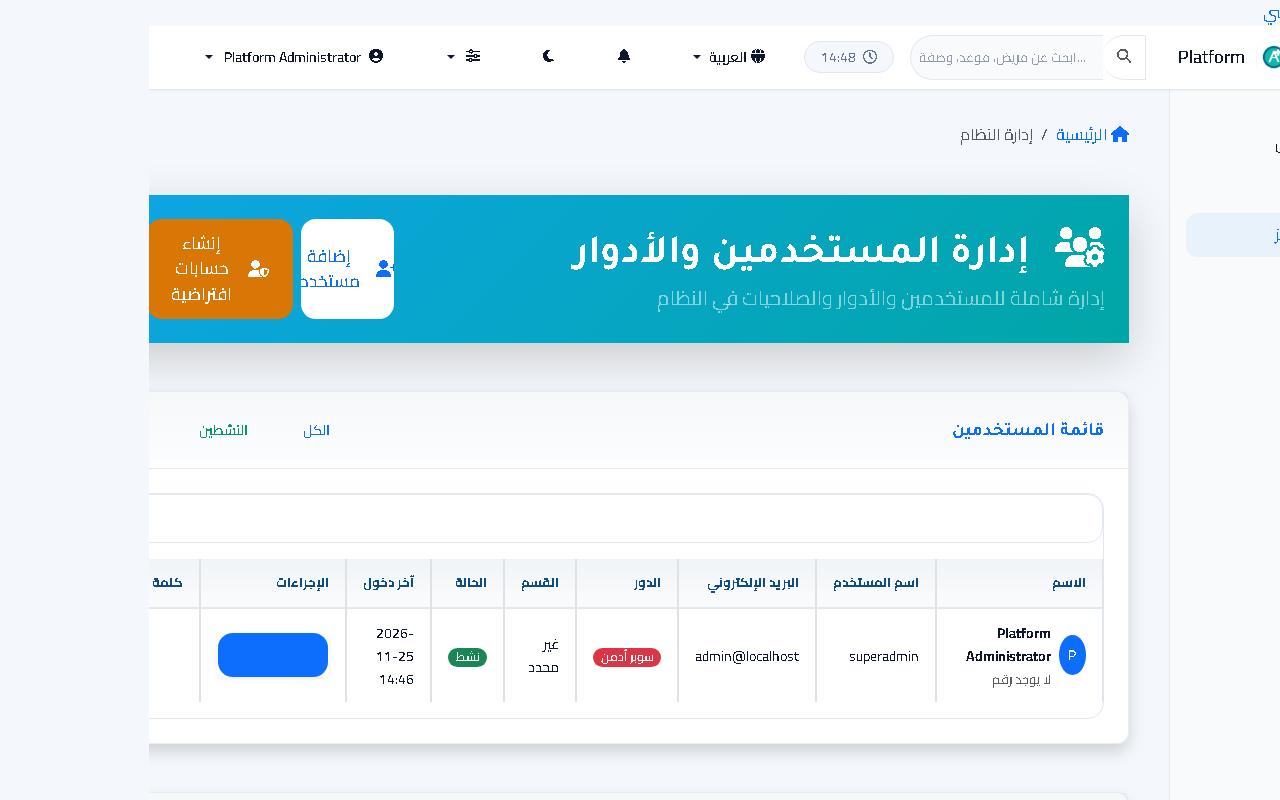 Platform
ابحث عن مريض، موعد، وصفة...
14:48
العربية
Platform Administrator
الرئيسية / إدارة النظام
إدارة المستخدمين والأدوار
إدارة شاملة للمستخدمين والأدوار والصلاحيات في النظام
إضافة
مستخدم
إنشاء
حسابات
افتراضية
قائمة المستخدمين
الكل
النشطين
الاسم
اسم المستخدم
البريد الإلكتروني
الدور
القسم
الحالة
آخر دخول
الإجراءات
كلمة
P
Platform
Administrator
لا يوجد رقم
superadmin
admin@localhost
سوبر أدمن
غير
محدد
نشط
2026-
11-25
14:46